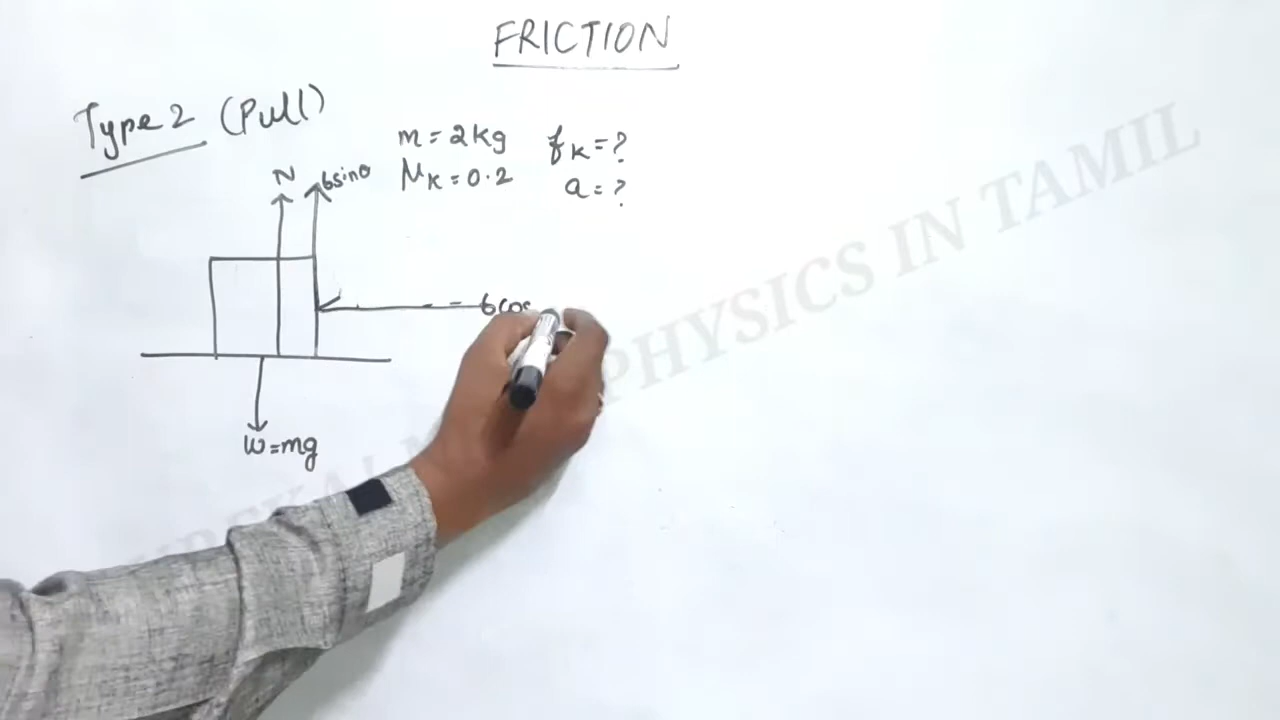 FRICTION
Type 2 (Pull)
m = 2kg fK = ?
μK = 0.2 a = ?
N 6sinθ
6cos
W=mg
PHYSICS IN TAMIL